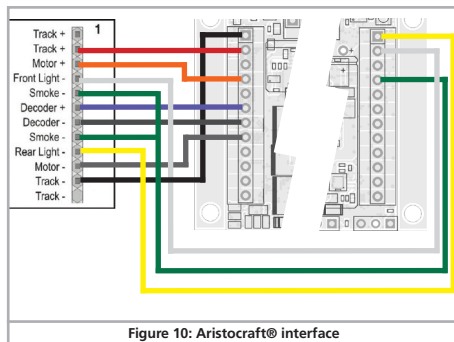 1
Track +
Track +
Motor +
Front Light -
Smoke -
Decoder +
Decoder -
Smoke -
Rear Light -
Motor -
Track -
Track -
Figure 10: Aristocraft® interface